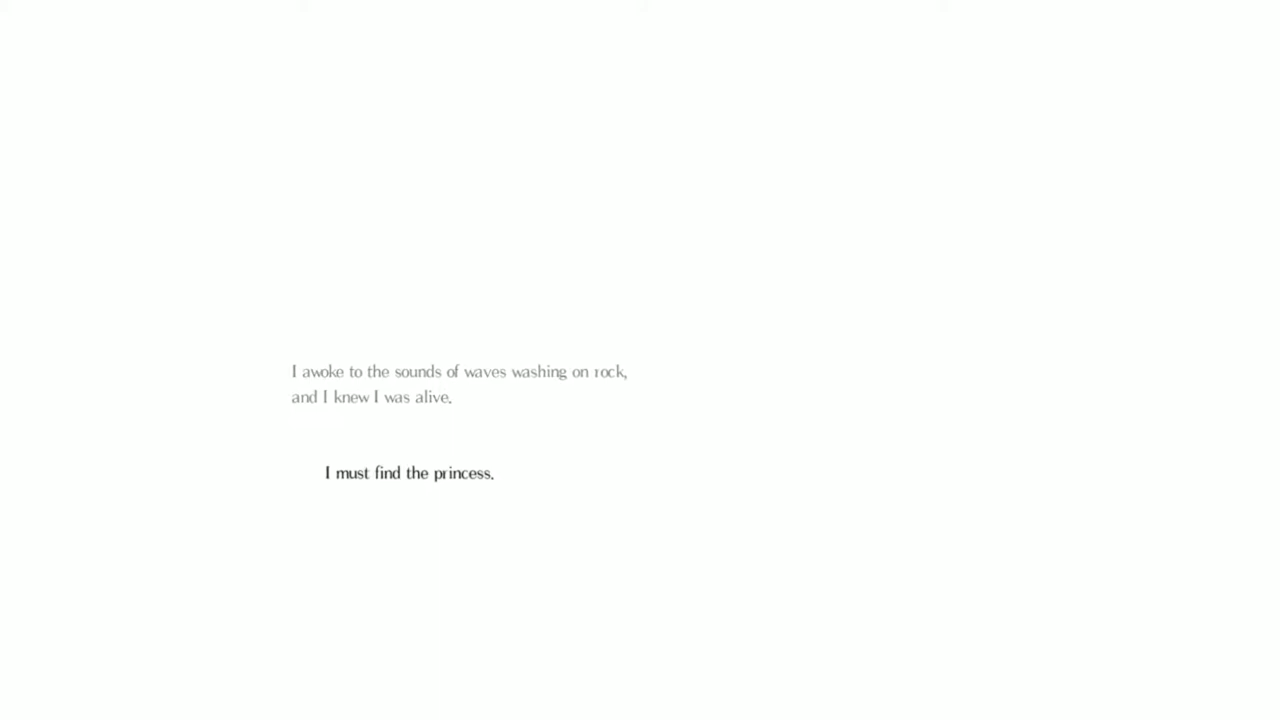 I awoke to the sounds of waves washing on rock,
and I knew I was alive.
I must find the princess.